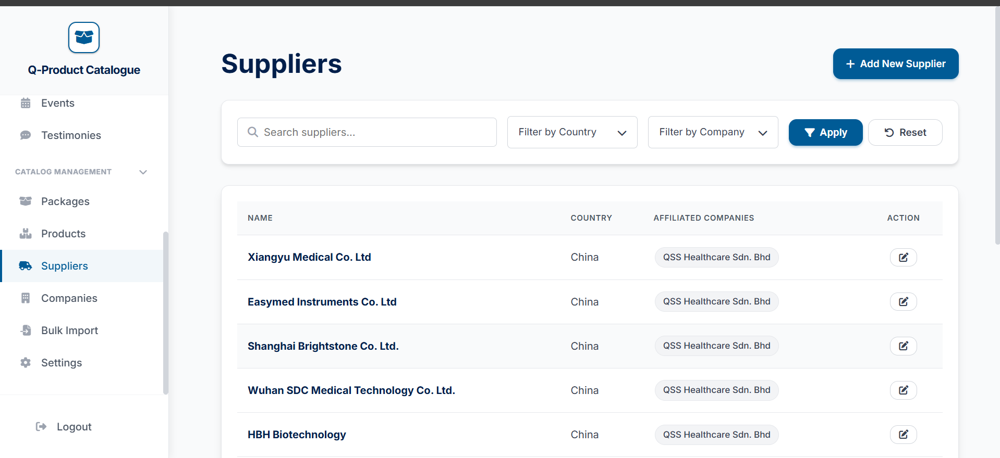 Q-Product Catalogue
Events
Testimonies
CATALOG MANAGEMENT
Packages
Products
Suppliers
Companies
Bulk Import
Settings
Logout
Suppliers
Add New Supplier
Search suppliers...
Filter by Country
Filter by Company
Apply
Reset
NAME COUNTRY AFFILIATED COMPANIES ACTION
Xiangyu Medical Co. Ltd China QSS Healthcare Sdn. Bhd
Easymed Instruments Co. Ltd China QSS Healthcare Sdn. Bhd
Shanghai Brightstone Co. Ltd. China QSS Healthcare Sdn. Bhd
Wuhan SDC Medical Technology Co. Ltd. China QSS Healthcare Sdn. Bhd
HBH Biotechnology China QSS Healthcare Sdn. Bhd